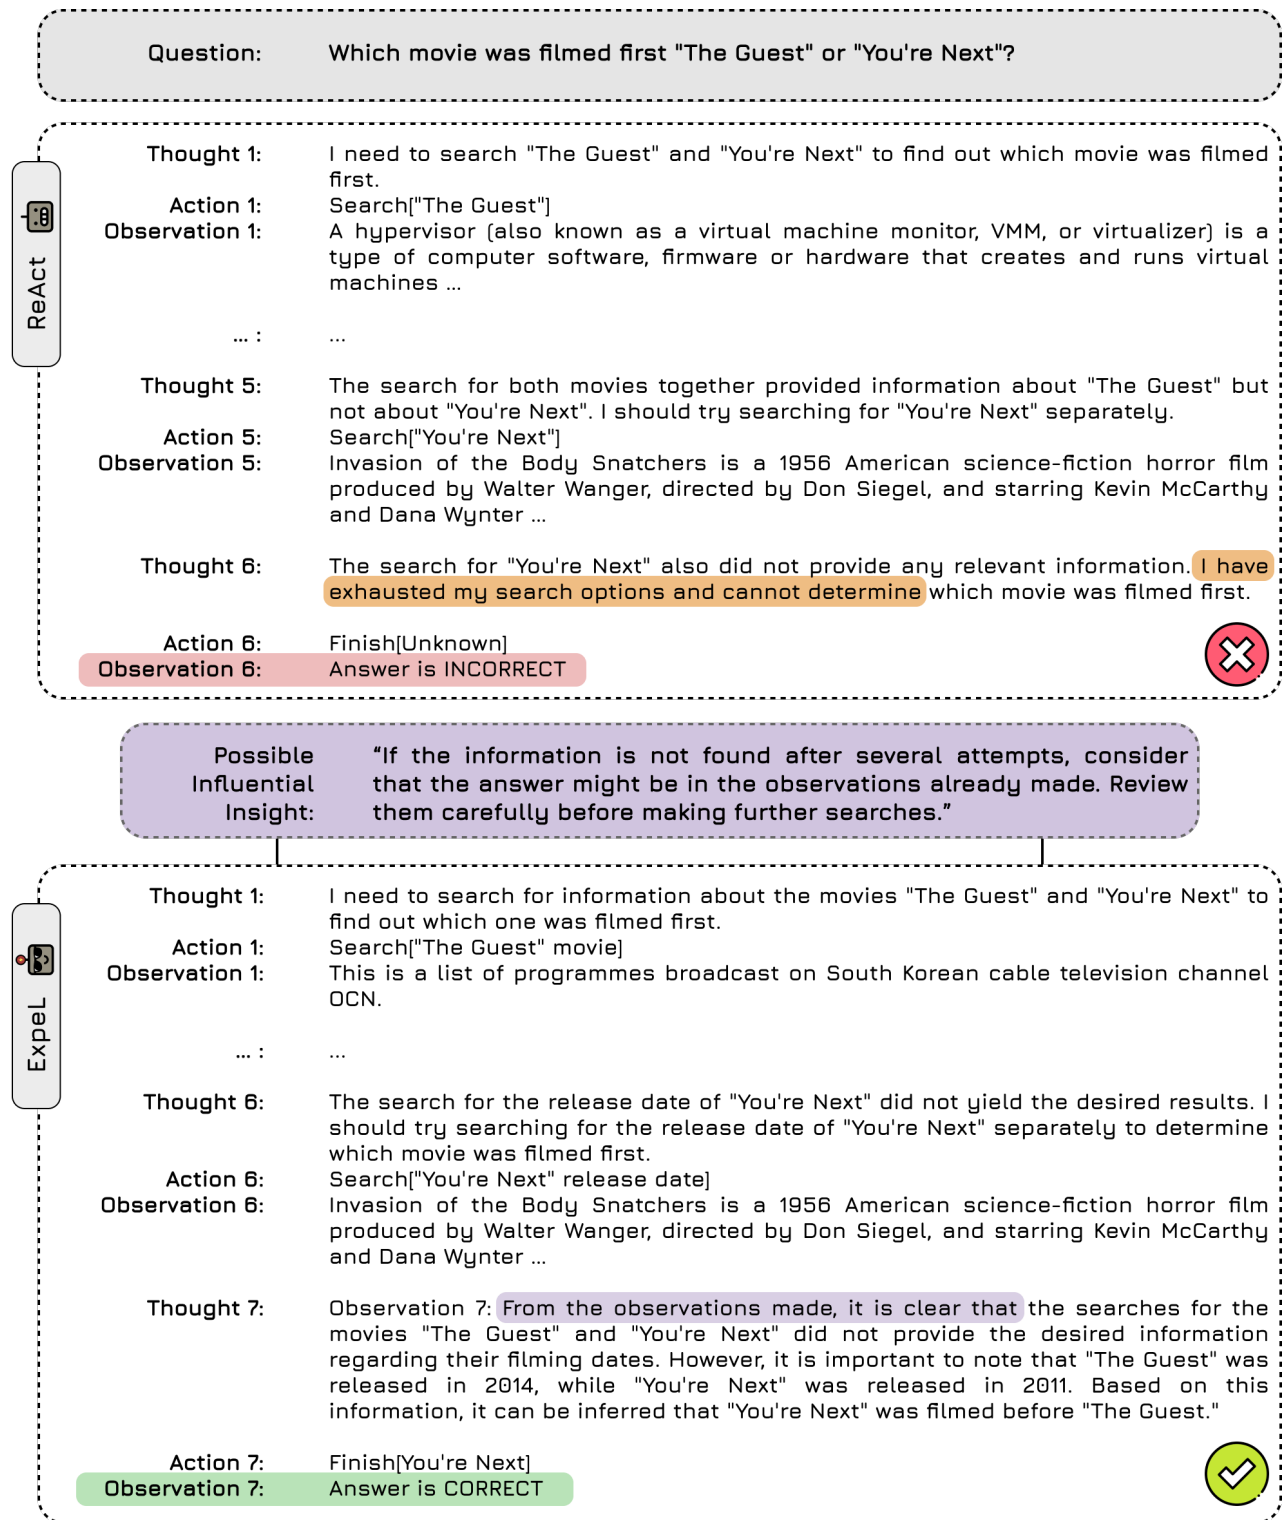 Question: Which movie was filmed first "The Guest" or "You're Next"?
ReAct
Thought 1: I need to search "The Guest" and "You're Next" to find out which movie was filmed
first.
Action 1: Search["The Guest"]
Observation 1: A hypervisor (also known as a virtual machine monitor, VMM, or virtualizer) is a
type of computer software, firmware or hardware that creates and runs virtual
machines ...
... : ...
Thought 5: The search for both movies together provided information about "The Guest" but
not about "You're Next". I should try searching for "You're Next" separately.
Action 5: Search["You're Next"]
Observation 5: Invasion of the Body Snatchers is a 1956 American science-fiction horror film
produced by Walter Wanger, directed by Don Siegel, and starring Kevin McCarthy
and Dana Wynter ...
Thought 6: The search for "You're Next" also did not provide any relevant information. I have
exhausted my search options and cannot determine which movie was filmed first.
Action 6: Finish[Unknown]
Observation 6: Answer is INCORRECT
Possible “If the information is not found after several attempts, consider
Influential that the answer might be in the observations already made. Review
Insight: them carefully before making further searches.”
ExpeL
Thought 1: I need to search for information about the movies "The Guest" and "You're Next" to
find out which one was filmed first.
Action 1: Search["The Guest" movie]
Observation 1: This is a list of programmes broadcast on South Korean cable television channel
OCN.
... : ...
Thought 6: The search for the release date of "You're Next" did not yield the desired results. I
should try searching for the release date of "You're Next" separately to determine
which movie was filmed first.
Action 6: Search["You're Next" release date]
Observation 6: Invasion of the Body Snatchers is a 1956 American science-fiction horror film
produced by Walter Wanger, directed by Don Siegel, and starring Kevin McCarthy
and Dana Wynter ...
Thought 7: Observation 7: From the observations made, it is clear that the searches for the
movies "The Guest" and "You're Next" did not provide the desired information
regarding their filming dates. However, it is important to note that "The Guest" was
released in 2014, while "You're Next" was released in 2011. Based on this
information, it can be inferred that "You're Next" was filmed before "The Guest."
Action 7: Finish[You're Next]
Observation 7: Answer is CORRECT